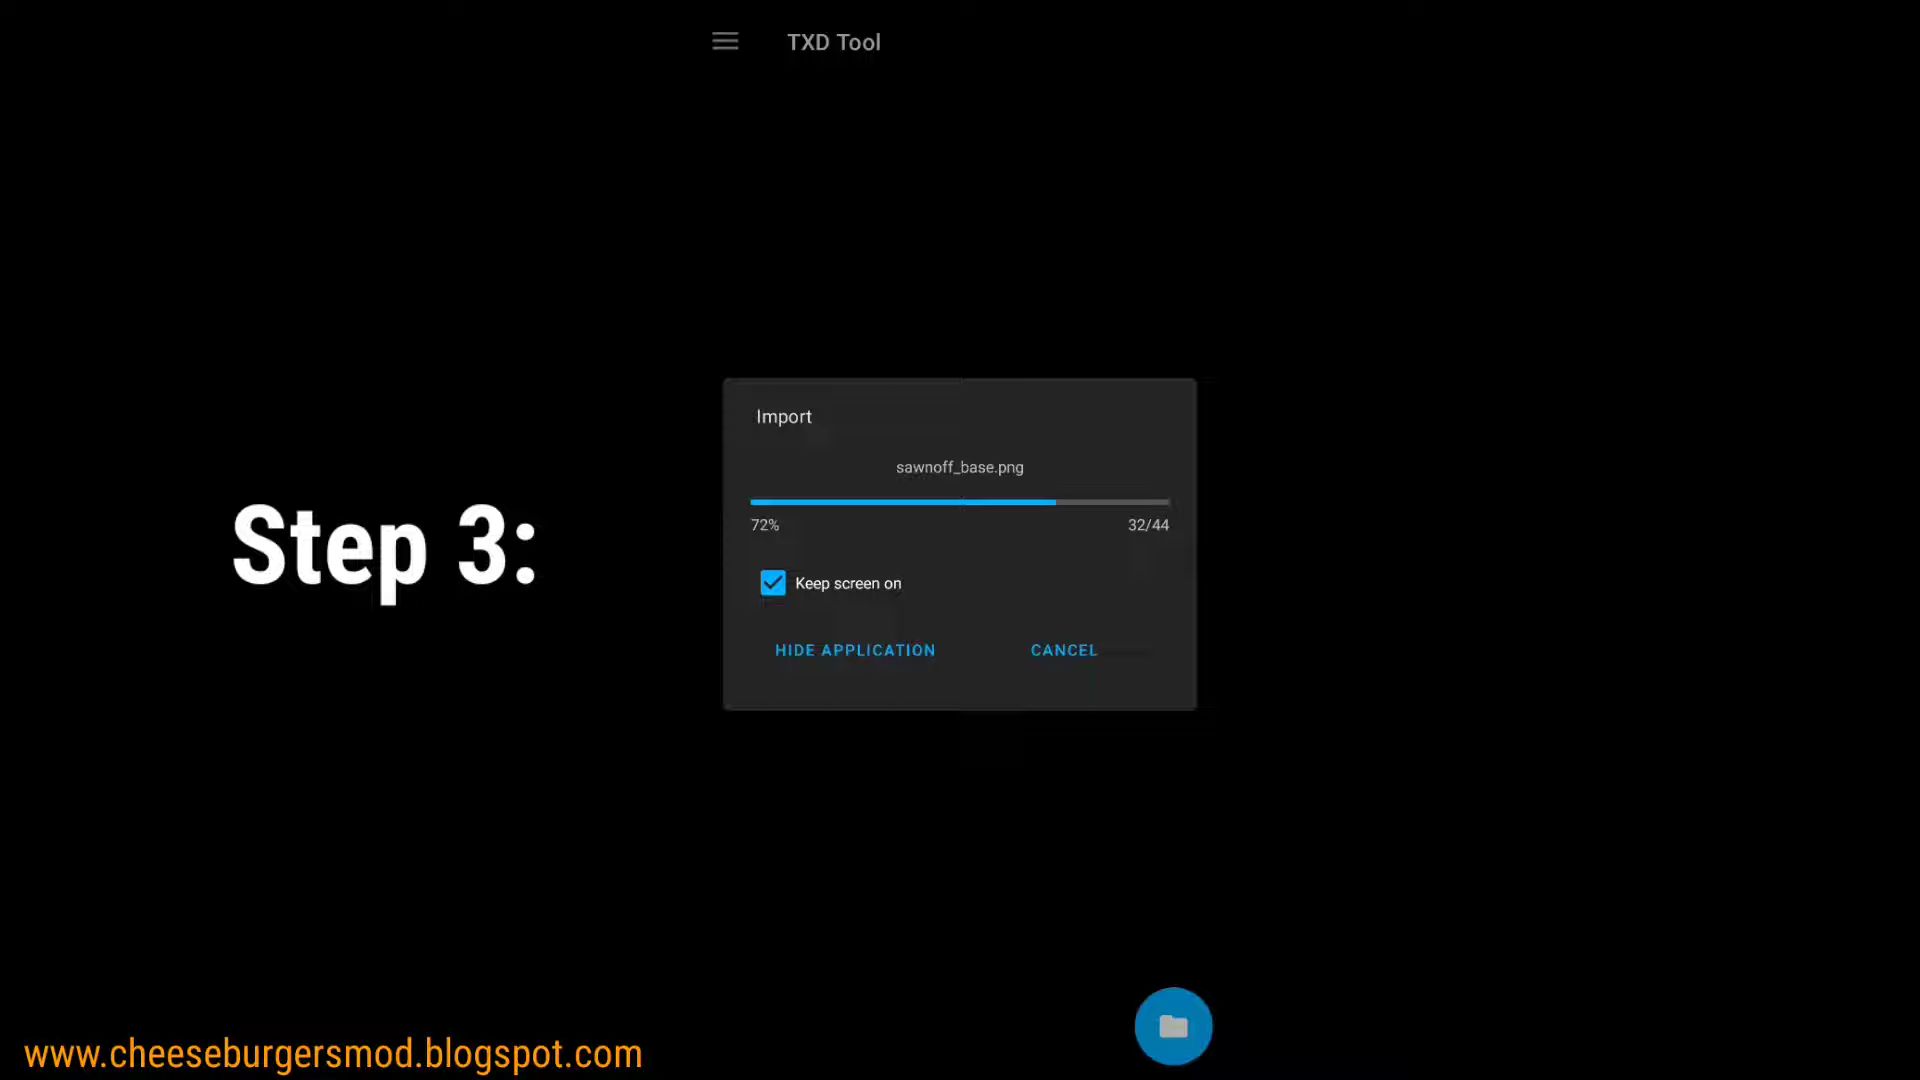 TXD Tool
Import
sawnoff_base.png
72% 32/44
Step 3:
Keep screen on
HIDE APPLICATION CANCEL
www.cheeseburgersmod.blogspot.com